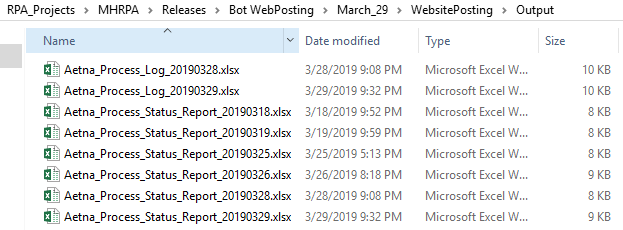 RPA_Projects > MHRPA > Releases > Bot WebPosting > March_29 > WebsitePosting > Output
Name Date modified Type Size
Aetna_Process_Log_20190328.xlsx 3/28/2019 9:08 PM Microsoft Excel W... 10 KB
Aetna_Process_Log_20190329.xlsx 3/29/2019 9:32 PM Microsoft Excel W... 10 KB
Aetna_Process_Status_Report_20190318.xlsx 3/18/2019 9:52 PM Microsoft Excel W... 8 KB
Aetna_Process_Status_Report_20190319.xlsx 3/19/2019 9:59 PM Microsoft Excel W... 8 KB
Aetna_Process_Status_Report_20190325.xlsx 3/25/2019 5:13 PM Microsoft Excel W... 8 KB
Aetna_Process_Status_Report_20190326.xlsx 3/26/2019 8:18 PM Microsoft Excel W... 9 KB
Aetna_Process_Status_Report_20190328.xlsx 3/28/2019 9:08 PM Microsoft Excel W... 8 KB
Aetna_Process_Status_Report_20190329.xlsx 3/29/2019 9:32 PM Microsoft Excel W... 9 KB